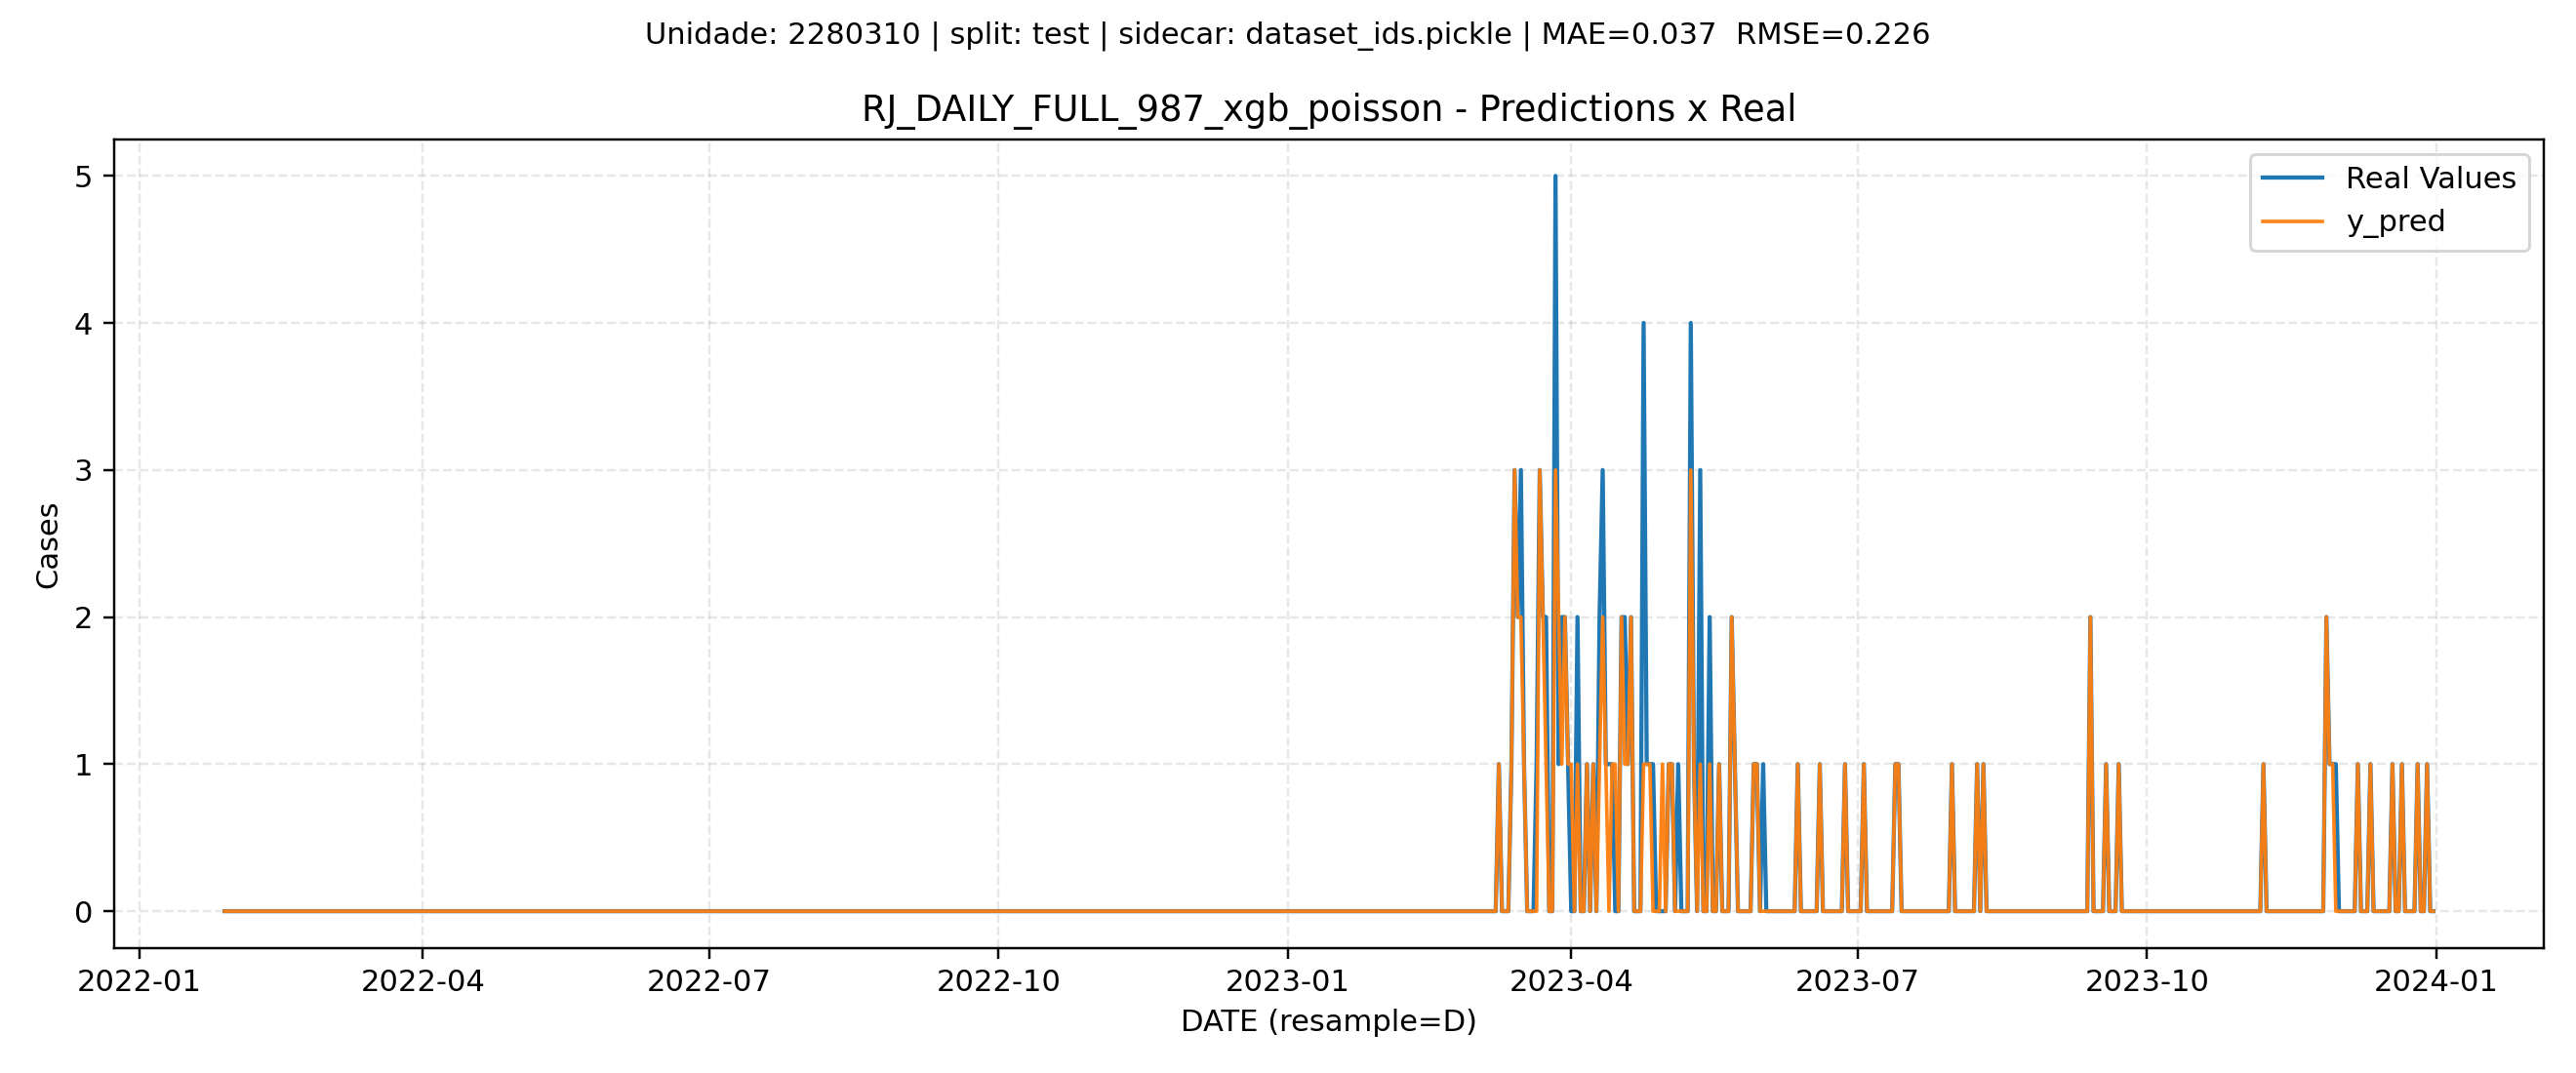 Unidade: 2280310 | split: test | sidecar: dataset_ids.pickle | MAE=0.037  RMSE=0.226
RJ_DAILY_FULL_987_xgb_poisson - Predictions x Real
Real Values
y_pred
Cases
5
4
3
2
1
0
2022-01
2022-04
2022-07
2022-10
2023-01
2023-04
2023-07
2023-10
2024-01
DATE (resample=D)